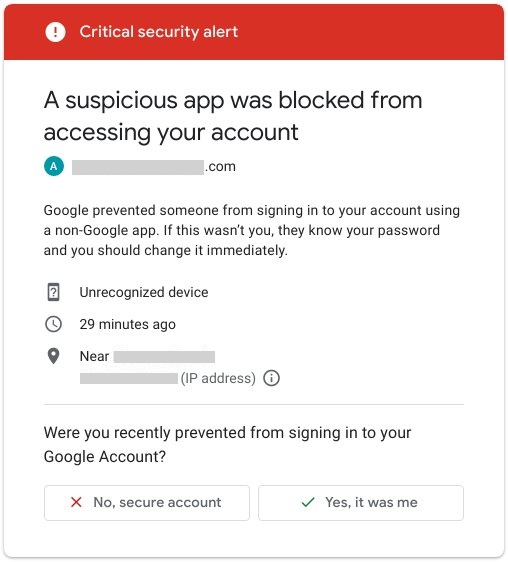 Critical security alert
A suspicious app was blocked from
accessing your account
A .com
Google prevented someone from signing in to your account using
a non-Google app. If this wasn't you, they know your password
and you should change it immediately.
Unrecognized device
29 minutes ago
Near
(IP address)
Were you recently prevented from signing in to your
Google Account?
No, secure account
Yes, it was me